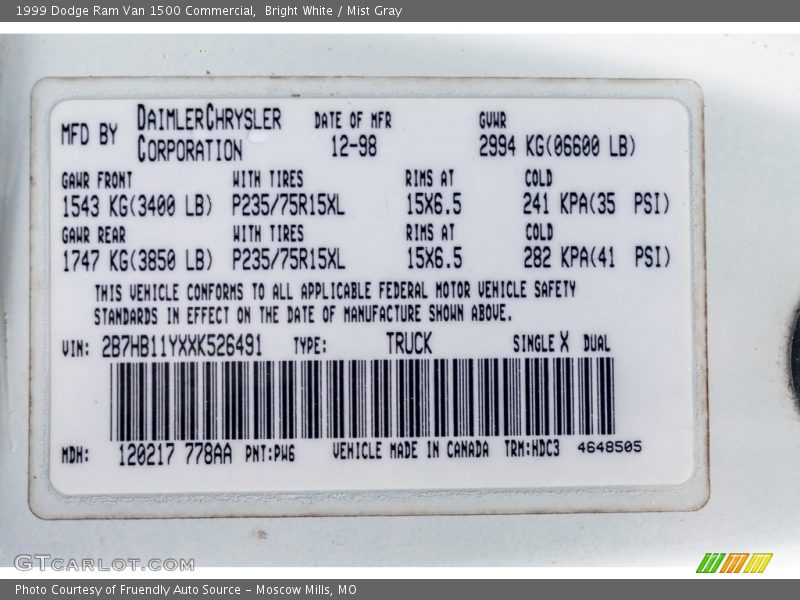 1999 Dodge Ram Van 1500 Commercial,  Bright White / Mist Gray
MFD BY DAIMLERCHRYSLER CORPORATION DATE OF MFR 12-98 GVWR 2994 KG(06600 LB)
GAWR FRONT WITH TIRES RIMS AT COLD
1543 KG(3400 LB) P235/75R15XL 15X6.5 241 KPA(35 PSI)
GAWR REAR WITH TIRES RIMS AT COLD
1747 KG(3850 LB) P235/75R15XL 15X6.5 282 KPA(41 PSI)
THIS VEHICLE CONFORMS TO ALL APPLICABLE FEDERAL MOTOR VEHICLE SAFETY
STANDARDS IN EFFECT ON THE DATE OF MANUFACTURE SHOWN ABOVE.
VIN: 2B7HB11YXXK526491 TYPE: TRUCK SINGLE X DUAL
MDH: 120217 778AA PNT:PW6 VEHICLE MADE IN CANADA TRM:HDC3 4648505
GTCARLOT.COM
Photo Courtesy of Fruendly Auto Source – Moscow Mills, MO